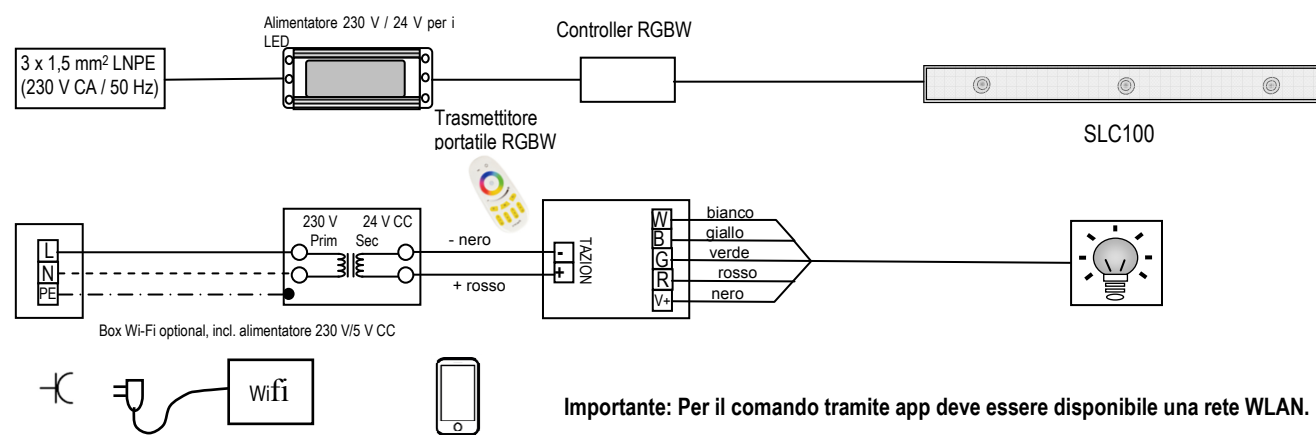 Alimentatore 230 V / 24 V per i
LED
Controller RGBW
3 x 1,5 mm² LNPE
(230 V CA / 50 Hz)
Trasmettitore
portatile RGBW
SLC100
230 V
24 V CC
Prim
Sec
L
N
PE
- nero
+ rosso
-
+
TAZION
W
B
G
R
V+
bianco
giallo
verde
rosso
nero
Box Wi-Fi optional, incl. alimentatore 230 V/5 V CC
Wifi
Importante: Per il comando tramite app deve essere disponibile una rete WLAN.